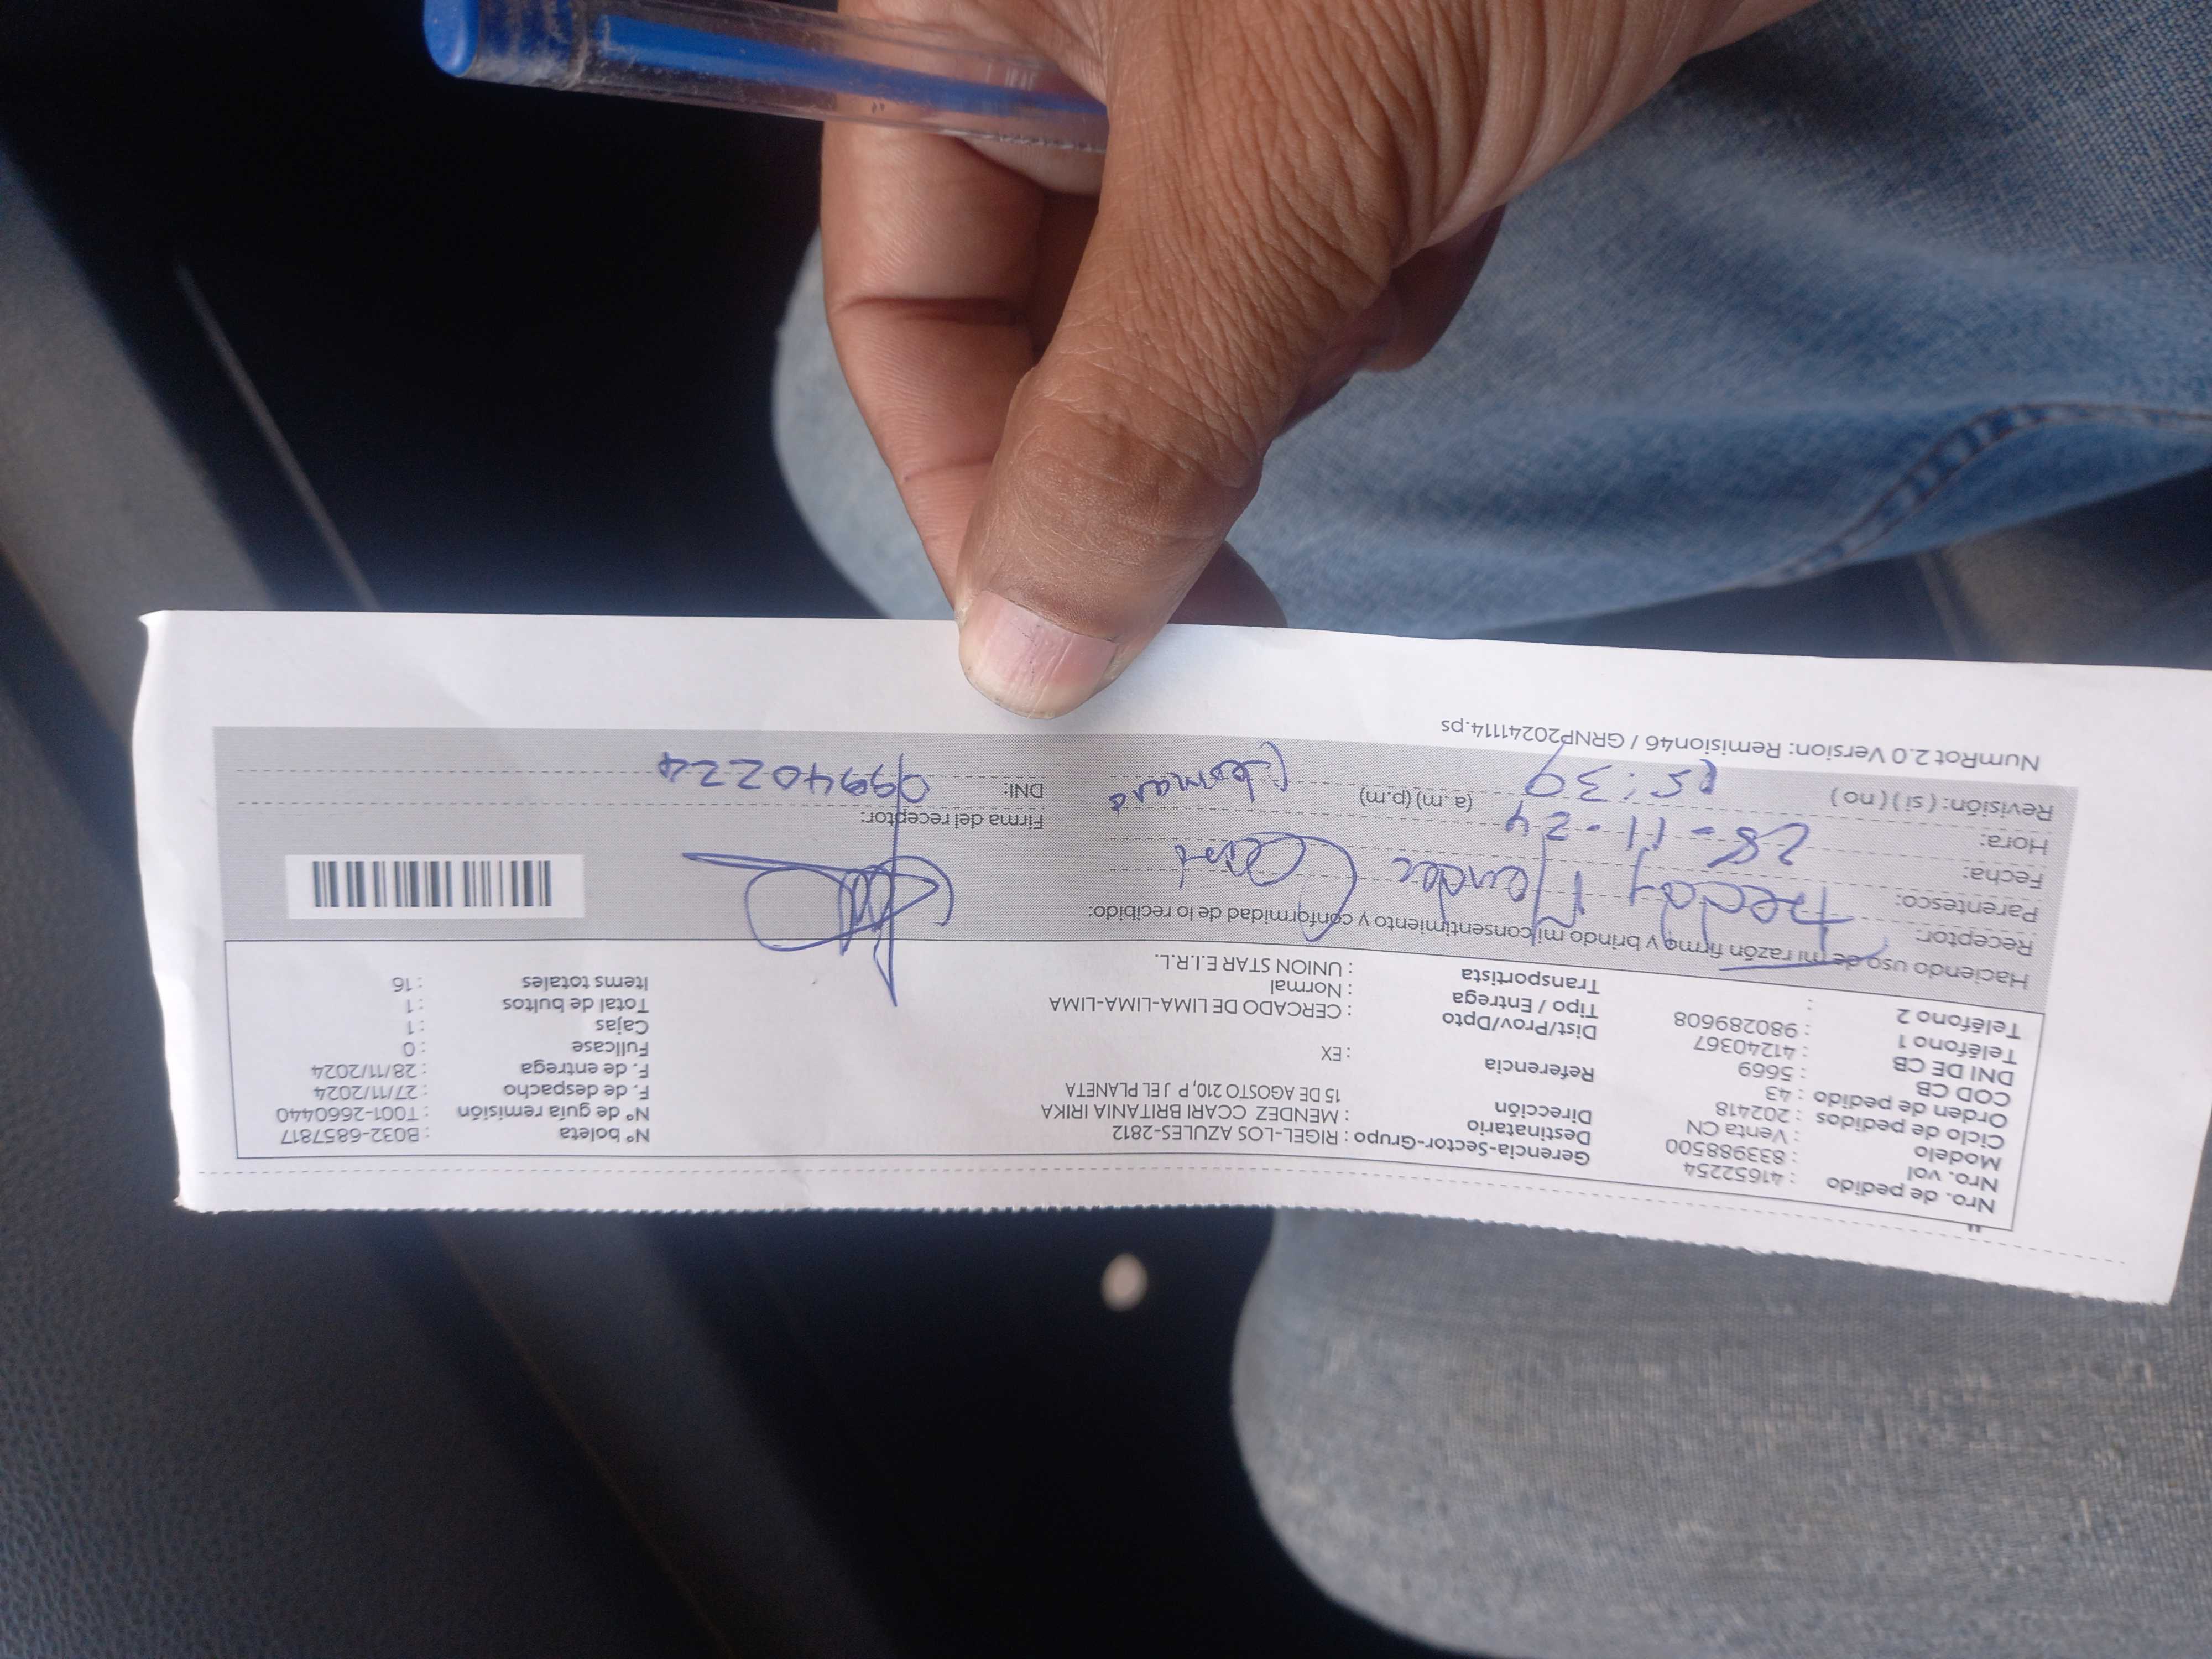 Nro. de pedido : 41652254
Nro. vol : 833988500
Modelo : Venta CN
Ciclo de pedidos : 202418
Orden de pedido : 43
COD CB : 5669
DNI DE CB : 41240367
Teléfono 1 : 980289608
Teléfono 2 :
Gerencia-Sector-Grupo : RIGEL-LOS AZULES-2812
Destinatario : MENDEZ CCARI BRITANIA IRIKA
Dirección 15 DE AGOSTO 210, P J EL PLANETA
Referencia : EX
Dist/Prov/Dpto : CERCADO DE LIMA-LIMA-LIMA
Tipo / Entrega : Normal
Transportista : UNION STAR E.I.R.L.
N° boleta : B032-6857817
N° de guía remisión : T001-2660440
F. de despacho : 27/11/2024
F. de entrega : 28/11/2024
Fullcase : 0
Cajas : 1
Total de bultos : 1
Items totales : 16
Haciendo uso de mi razón firmo y brindo mi consentimiento y conformidad de lo recibido:
Receptor: Mendez
Parentesco:
Fecha: 28-11-24
Hora: 15:39 (a.m) (p.m)
Revisión: ( si ) ( no )
Firma del receptor:
DNI: 09940224
NumRot 2.0 Version: Remision46 / GRNP20241114.ps